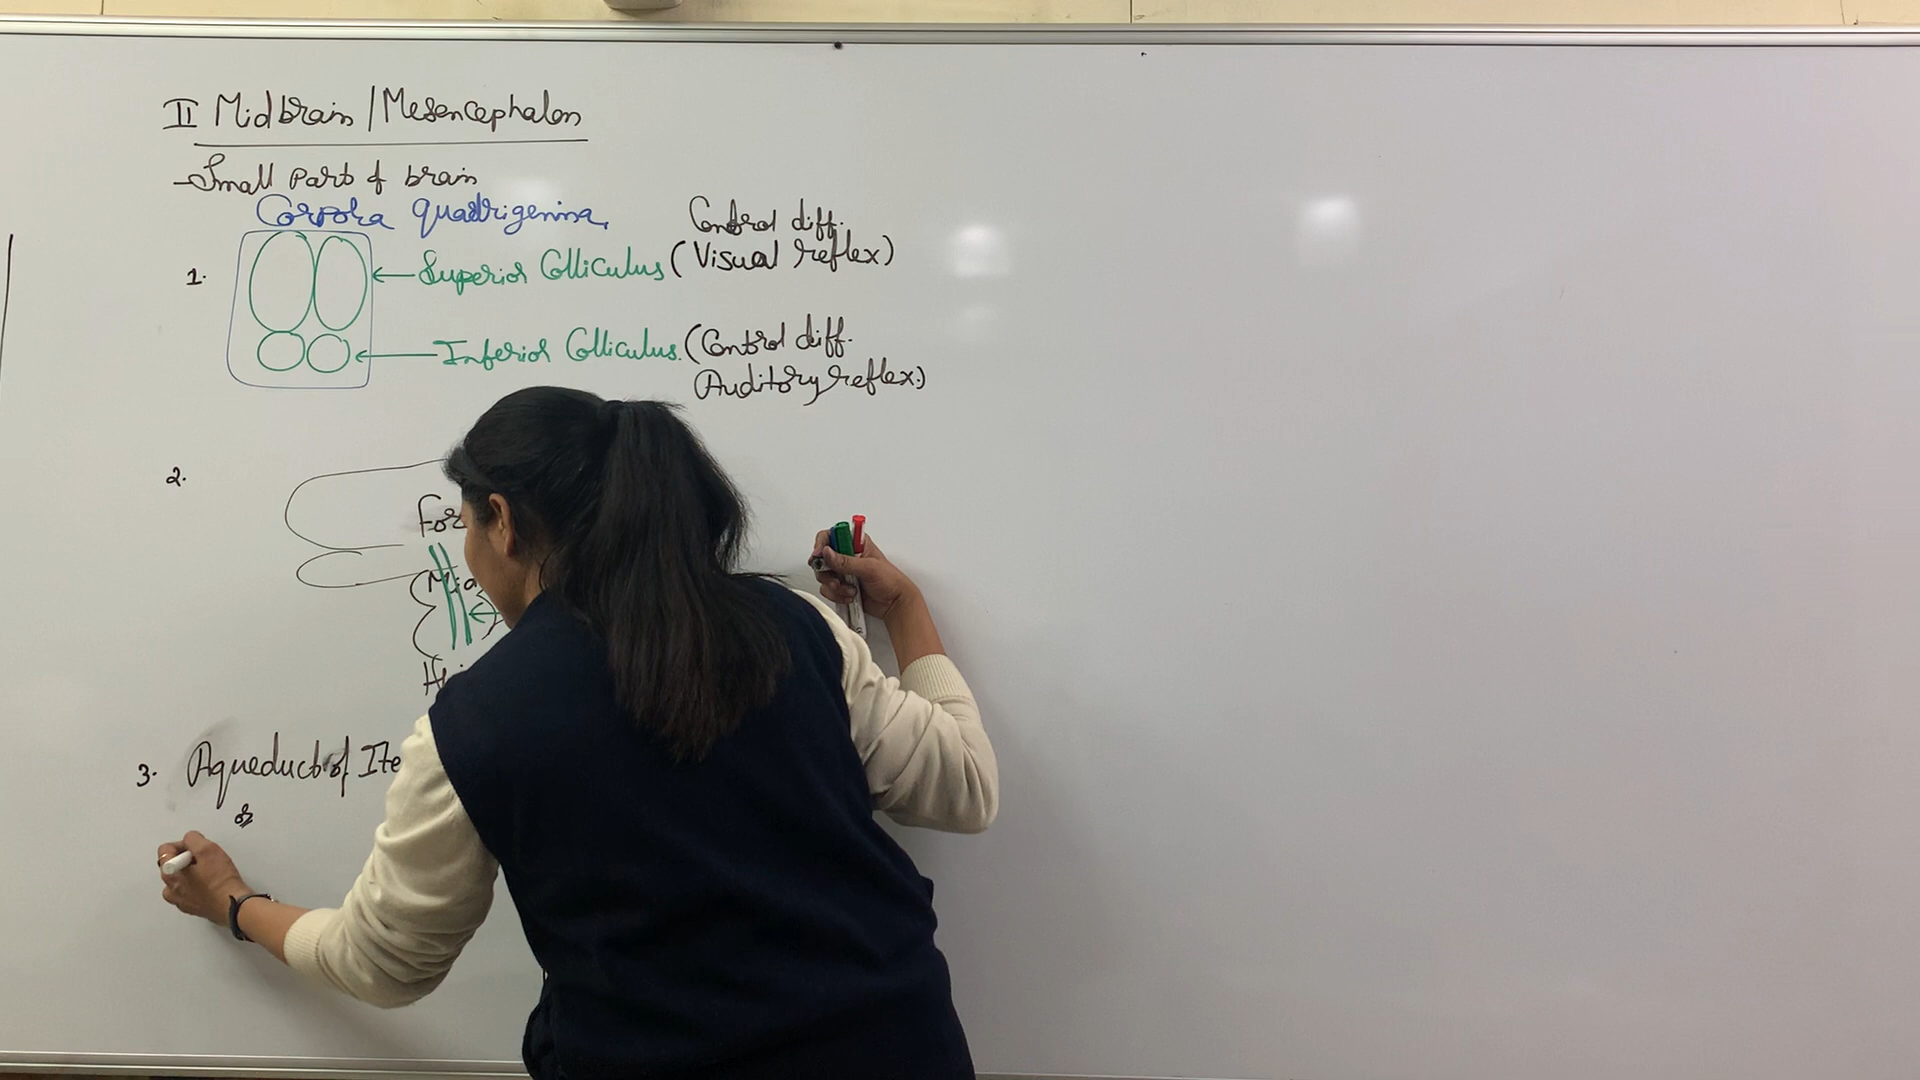 II Midbrain / Mesencephalon
- Small part of brain
Corpora quadrigemina
1. ← Superior Colliculus (Control diff. Visual reflex)
← Inferior Colliculus. (Control diff. Auditory reflex.)
2.
3. Aqueduct of
or